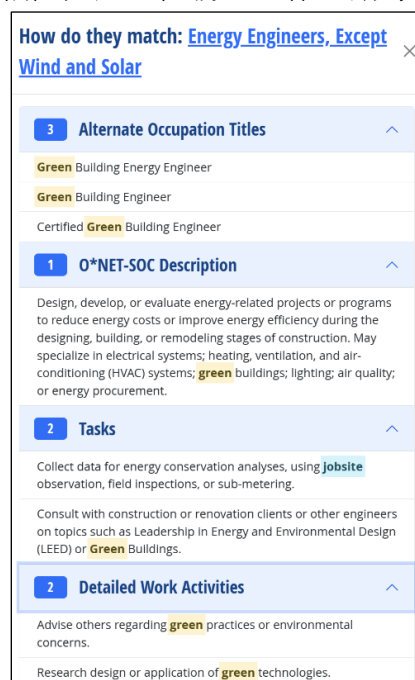 How do they match: Energy Engineers, Except
Wind and Solar
3 Alternate Occupation Titles
Green Building Energy Engineer
Green Building Engineer
Certified Green Building Engineer
1 O*NET-SOC Description
Design, develop, or evaluate energy-related projects or programs
to reduce energy costs or improve energy efficiency during the
designing, building, or remodeling stages of construction. May
specialize in electrical systems; heating, ventilation, and air-
conditioning (HVAC) systems; green buildings; lighting; air quality;
or energy procurement.
2 Tasks
Collect data for energy conservation analyses, using jobsite
observation, field inspections, or sub-metering.
Consult with construction or renovation clients or other engineers
on topics such as Leadership in Energy and Environmental Design
(LEED) or Green Buildings.
2 Detailed Work Activities
Advise others regarding green practices or environmental
concerns.
Research design or application of green technologies.